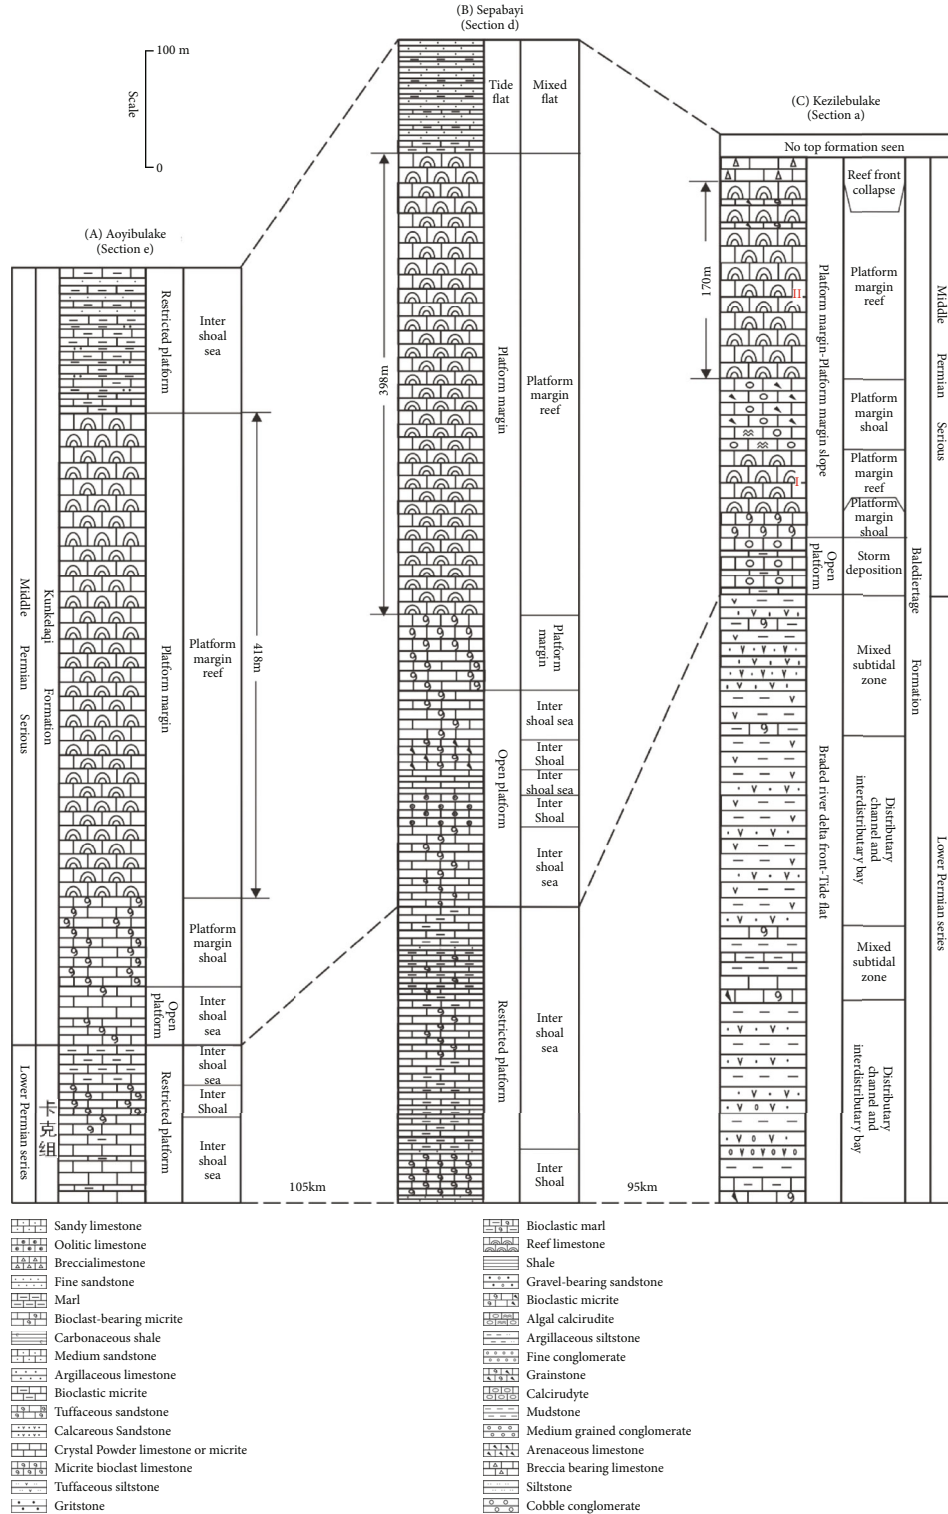 (B) Sepabayi
(Section d)
100 m
Scale
0
Tide
flat
Mixed
flat
(C) Kezilebulake
(Section a)
No top formation seen
Reef front
collapse
(A) Aoyibulake
(Section e)
Restricted platform
Inter
shoal
sea
398m
Platform margin
Platform
margin
reef
170m
II
I
Platform margin-Platform margin slope
Platform
margin
reef
Platform
margin
shoal
Platform
margin
reef
Platform
margin
shoal
Open
platform
Storm
deposition
Middle Permian Serious
Balediertage Formation
Middle Permian Serious
Kunkelaqi Formation
Platform margin
Platform
margin
reef
418m
Platform
margin
shoal
Open
platform
Inter
shoal
sea
Platform
margin
Open platform
Inter
shoal sea
Inter
Shoal
Inter
shoal sea
Inter
Shoal
Inter
shoal
sea
Mixed
subtidal
zone
Braded river delta front-Tide flat
Distributary
channel and
interdistributary bay
Lower Permian series
Mixed
subtidal
zone
Distributary
channel and
interdistributary bay
Lower Permian series
卡
克
组
Restricted platform
Inter
shoal
sea
Inter
Shoal
Inter
shoal
sea
Restricted platform
Inter
shoal
sea
Inter
Shoal
105km
95km
Sandy limestone
Oolitic limestone
Breccialimestone
Fine sandstone
Marl
Bioclast-bearing micrite
Carbonaceous shale
Medium sandstone
Argillaceous limestone
Bioclastic micrite
Tuffaceous sandstone
Calcareous Sandstone
Crystal Powder limestone or micrite
Micrite bioclast limestone
Tuffaceous siltstone
Gritstone
Bioclastic marl
Reef limestone
Shale
Gravel-bearing sandstone
Bioclastic micrite
Algal calcirudite
Argillaceous siltstone
Fine conglomerate
Grainstone
Calcirudyte
Mudstone
Medium grained conglomerate
Arenaceous limestone
Breccia bearing limestone
Siltstone
Cobble conglomerate